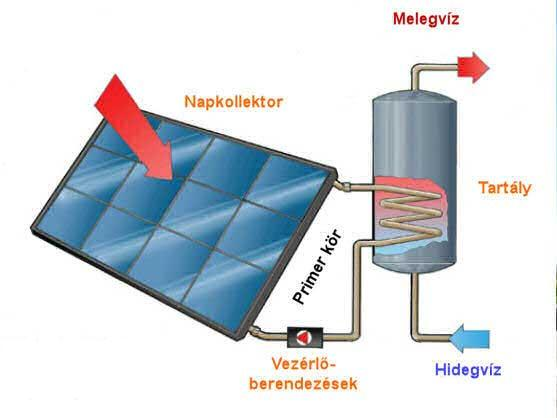 Melegvíz
Napkollektor
Tartály
Primer kör
Vezérlő-
berendezések
Hidegvíz